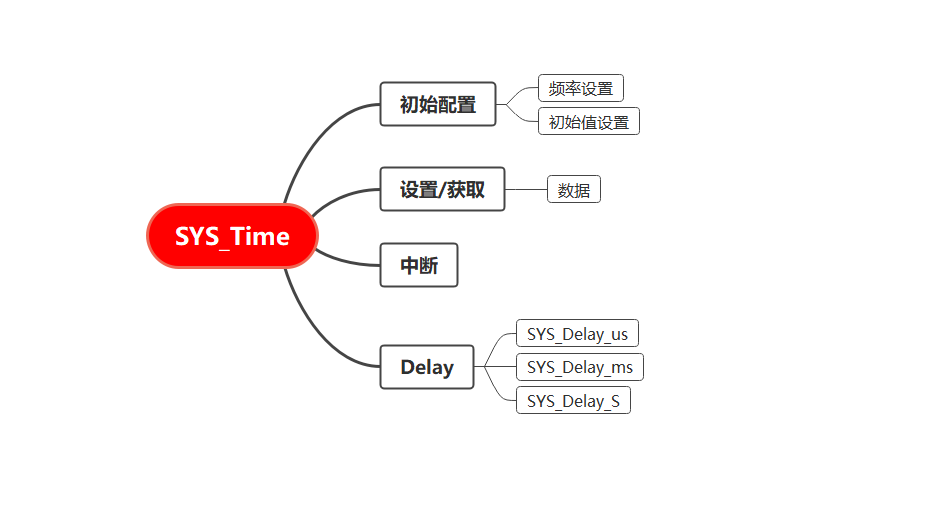 SYS_Time
初始配置
频率设置
初始值设置
设置/获取
数据
中断
Delay
SYS_Delay_us
SYS_Delay_ms
SYS_Delay_S